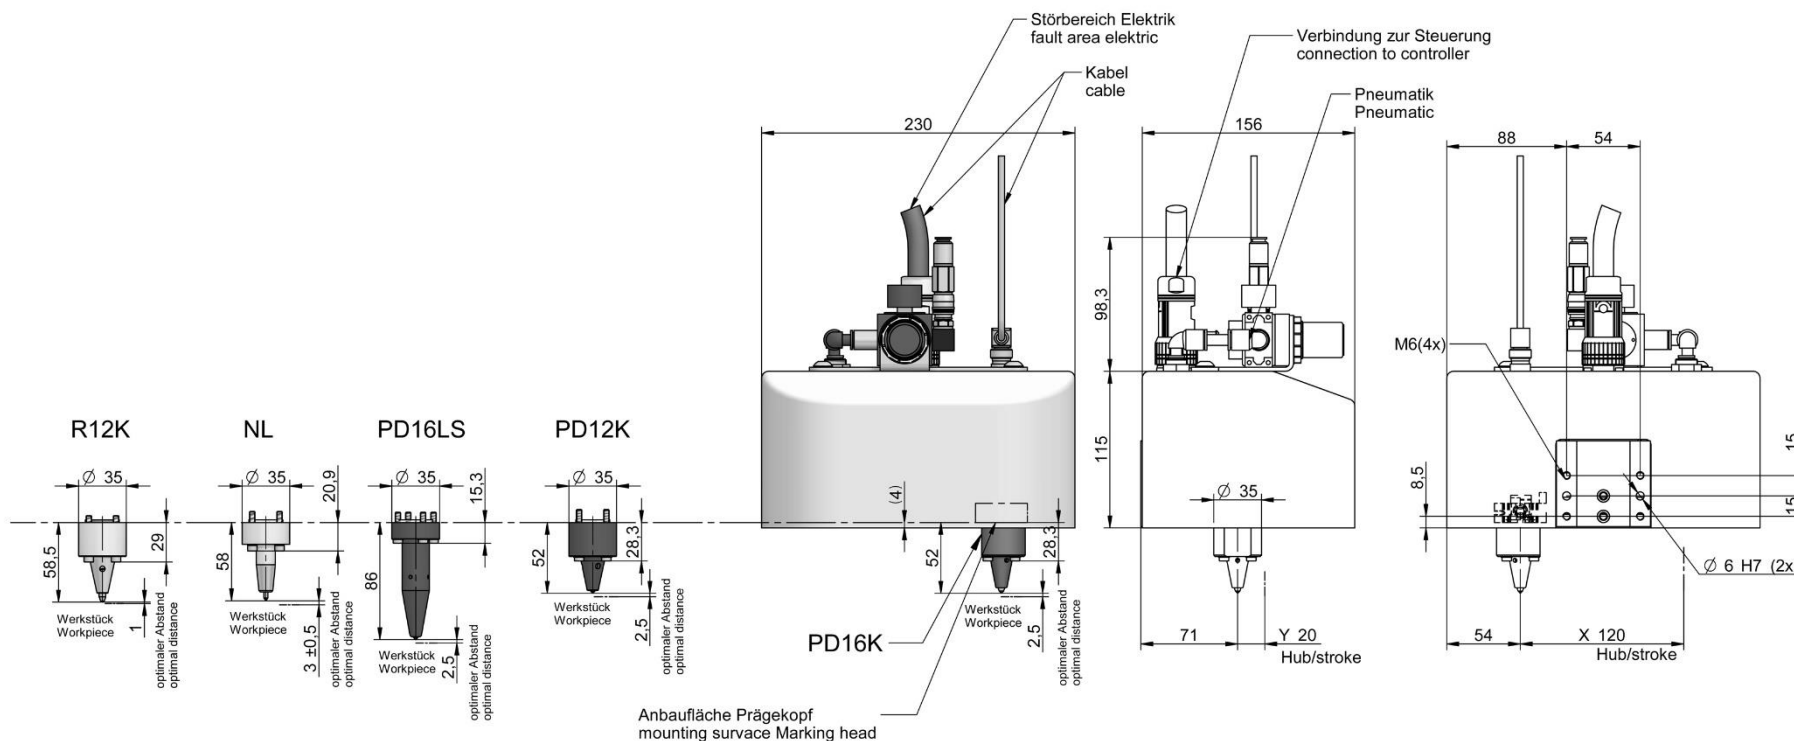 Störbereich Elektrik
fault area elektric
Kabel
cable
Verbindung zur Steuerung
connection to controller
Pneumatik
Pneumatic
230
156
88
54
98,3
115
M6(4x)
8,5
15
15
Ø 6 H7 (2x
R12K
NL
PD16LS
PD12K
Ø 35
Ø 35
20,9
Ø 35
15,3
Ø 35
(4)
Ø 35
58,5
29
58
86
52
28,3
52
28,3
Werkstück
Workpiece
1
optimaler Abstand
optimal distance
Werkstück
Workpiece
3 ±0,5
optimaler Abstand
optimal distance
Werkstück
Workpiece
2,5
optimaler Abstand
optimal distance
Werkstück
Workpiece
2,5
optimaler Abstand
optimal distance
Werkstück
Workpiece
2,5
optimaler Abstand
optimal distance
PD16K
71
Y 20
Hub/stroke
54
X 120
Hub/stroke
Anbaufläche Prägekopf
mounting survace Marking head